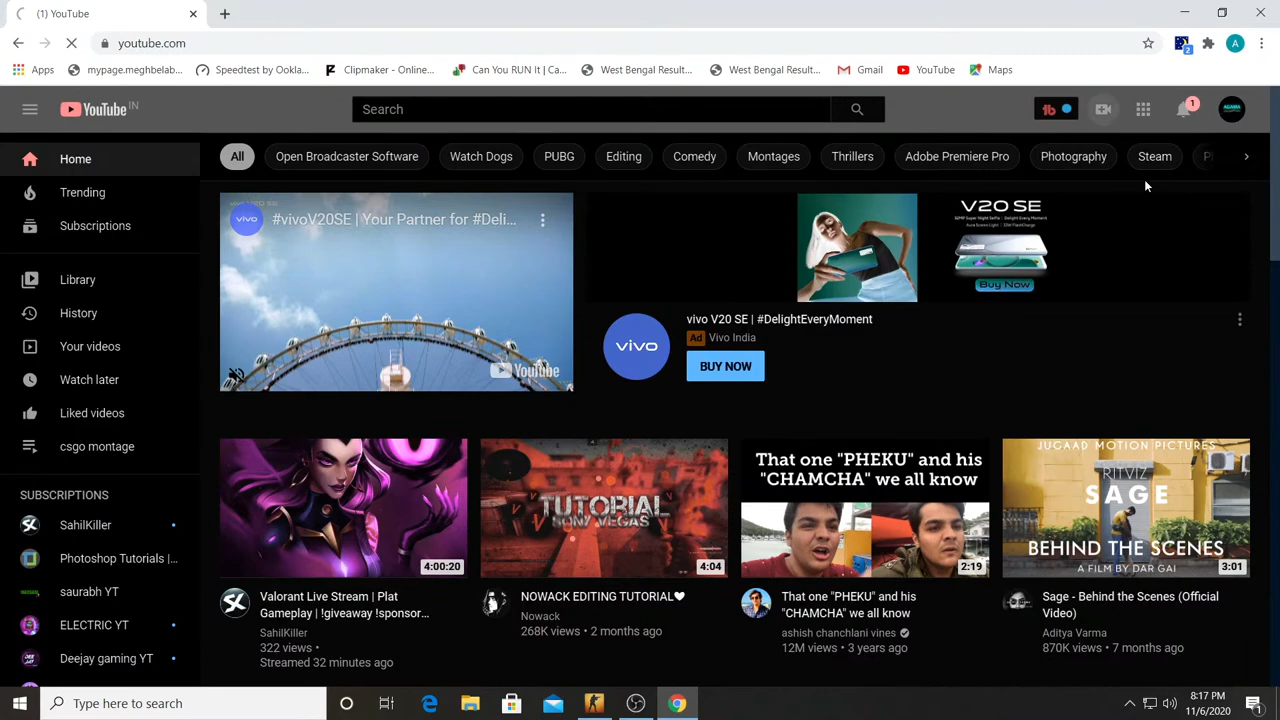 (1) YouTube
youtube.com
2
A
Apps
mypage.meghbelab...
Speedtest by Ookla...
Clipmaker - Online...
Can You RUN It | Ca...
West Bengal Result...
West Bengal Result...
Gmail
YouTube
Maps
YouTube IN
Search
1
AGAMA
Home
Trending
Subscriptions
Library
History
Your videos
Watch later
Liked videos
csgo montage
SUBSCRIPTIONS
SahilKiller
Photoshop Tutorials |...
saurabh YT
ELECTRIC YT
Deejay gaming YT
All
Open Broadcaster Software
Watch Dogs
PUBG
Editing
Comedy
Montages
Thrillers
Adobe Premiere Pro
Photography
Steam
vivo
#vivoV20SE | Your Partner for #Deli...
YouTube
V20 SE
Buy Now
vivo
vivo V20 SE | #DelightEveryMoment
Ad Vivo India
BUY NOW
4:00:20
Valorant Live Stream | Plat
Gameplay | !giveaway !sponsor...
SahilKiller
322 views •
Streamed 32 minutes ago
TUTORIAL
SONY VEGAS
4:04
NOWACK EDITING TUTORIAL❤
Nowack
268K views • 2 months ago
That one "PHEKU" and his
"CHAMCHA" we all know
2:19
That one "PHEKU" and his
"CHAMCHA" we all know
ashish chanchlani vines
12M views • 3 years ago
JUGAAD MOTION PICTURES
RITVIZ
SAGE
BEHIND THE SCENES
A FILM BY DAR GAI
3:01
Sage - Behind the Scenes (Official
Video)
Aditya Varma
870K views • 7 months ago
Type here to search
8:17 PM
11/6/2020
1